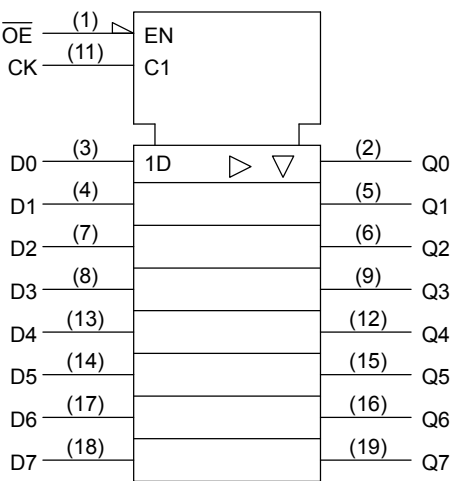 O̅E̅ (1) EN
CK (11) C1
D0 (3) 1D (2) Q0
D1 (4) (5) Q1
D2 (7) (6) Q2
D3 (8) (9) Q3
D4 (13) (12) Q4
D5 (14) (15) Q5
D6 (17) (16) Q6
D7 (18) (19) Q7